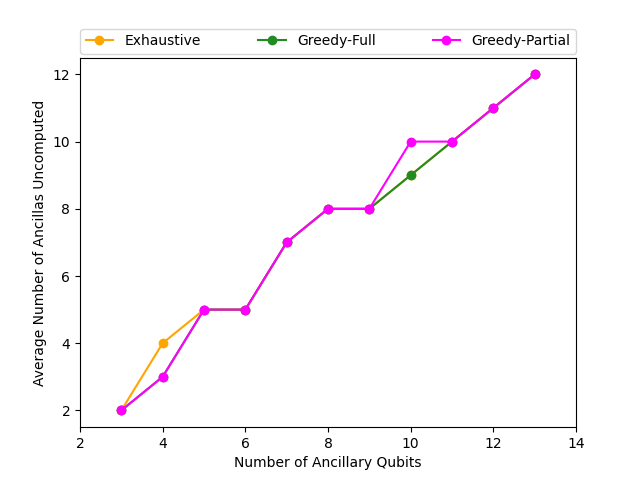 Exhaustive Greedy-Full Greedy-Partial
Average Number of Ancillas Uncomputed
12
10
8
6
4
2
2 4 6 8 10 12 14
Number of Ancillary Qubits